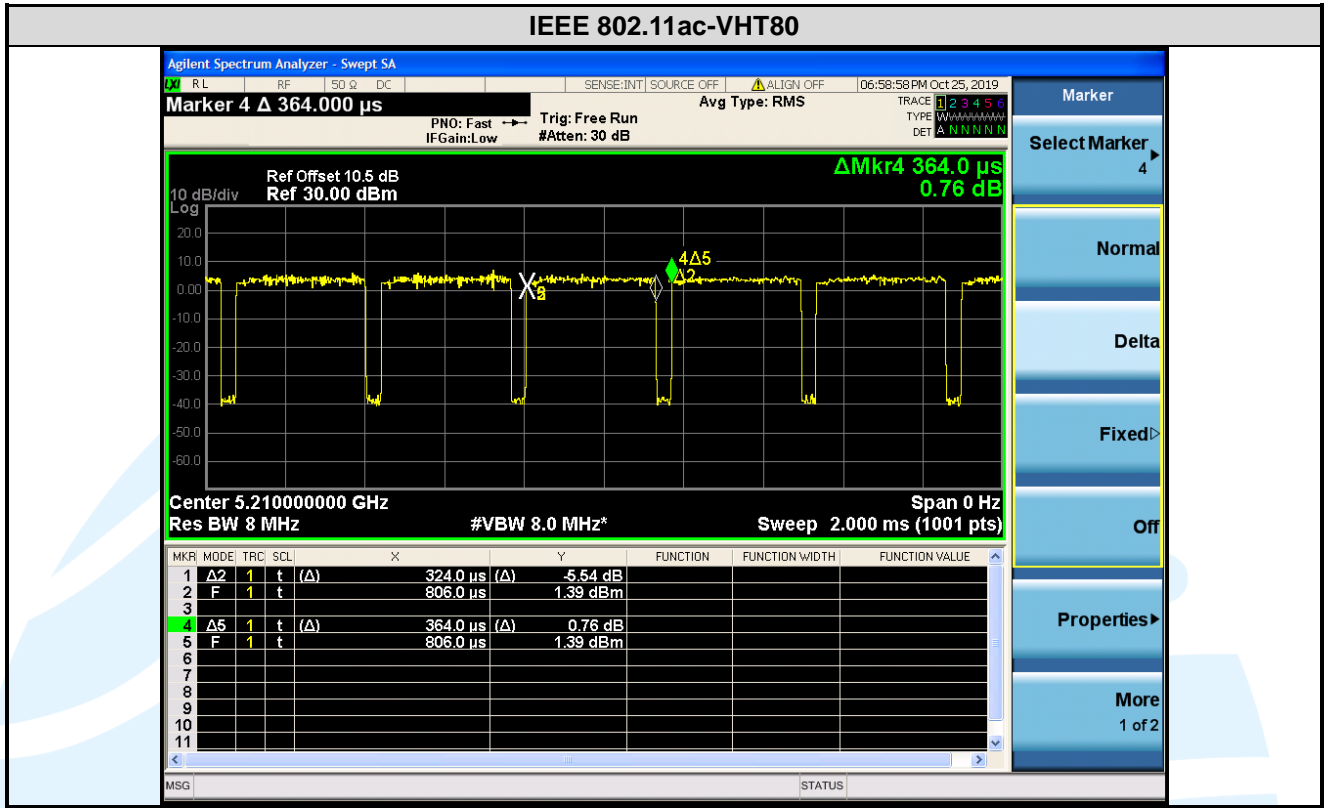 IEEE 802.11ac-VHT80
Agilent Spectrum Analyzer - Swept SA
LXI RL RF 50 Ω DC SENSE:INT SOURCE OFF ALIGN OFF 06:58:58 PM Oct 25, 2019
Marker 4 Δ 364.000 µs
Avg Type: RMS
TRACE 1 2 3 4 5 6
PNO: Fast
IFGain:Low
Trig: Free Run
#Atten: 30 dB
TYPE W
DET A N N N N N
ΔMkr4 364.0 µs
0.76 dB
Ref Offset 10.5 dB
10 dB/div Ref 30.00 dBm
Log
20.0
10.0
0.00
-10.0
-20.0
-30.0
-40.0
-50.0
-60.0
4Δ5
Δ2
Center 5.210000000 GHz Span 0 Hz
Res BW 8 MHz #VBW 8.0 MHz* Sweep 2.000 ms (1001 pts)
MKR MODE TRC SCL X Y FUNCTION FUNCTION WIDTH FUNCTION VALUE
1 Δ2 1 t (Δ) 324.0 µs (Δ) -5.54 dB
2 F 1 t 806.0 µs 1.39 dBm
3
4 Δ5 1 t (Δ) 364.0 µs (Δ) 0.76 dB
5 F 1 t 806.0 µs 1.39 dBm
6
7
8
9
10
11
MSG STATUS
Marker
Select Marker
4
Normal
Delta
Fixed
Off
Properties
More
1 of 2